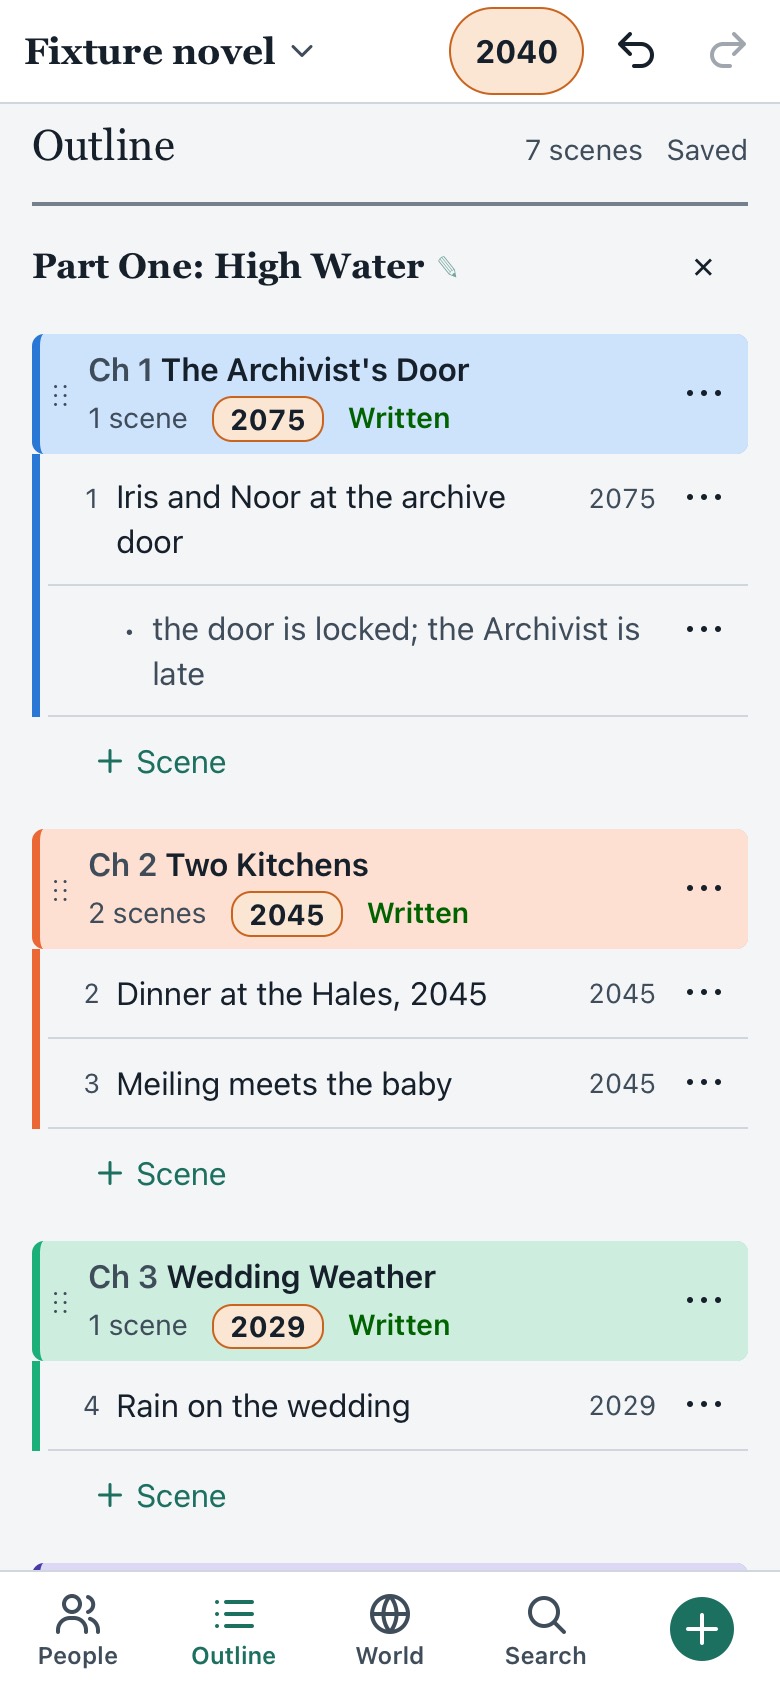 Fixture novel
2040
Outline
7 scenes Saved
Part One: High Water
Ch 1 The Archivist's Door
1 scene 2075 Written
1 Iris and Noor at the archive 2075
door
• the door is locked; the Archivist is
late
+ Scene
Ch 2 Two Kitchens
2 scenes 2045 Written
2 Dinner at the Hales, 2045 2045
3 Meiling meets the baby 2045
+ Scene
Ch 3 Wedding Weather
1 scene 2029 Written
4 Rain on the wedding 2029
+ Scene
People Outline World Search